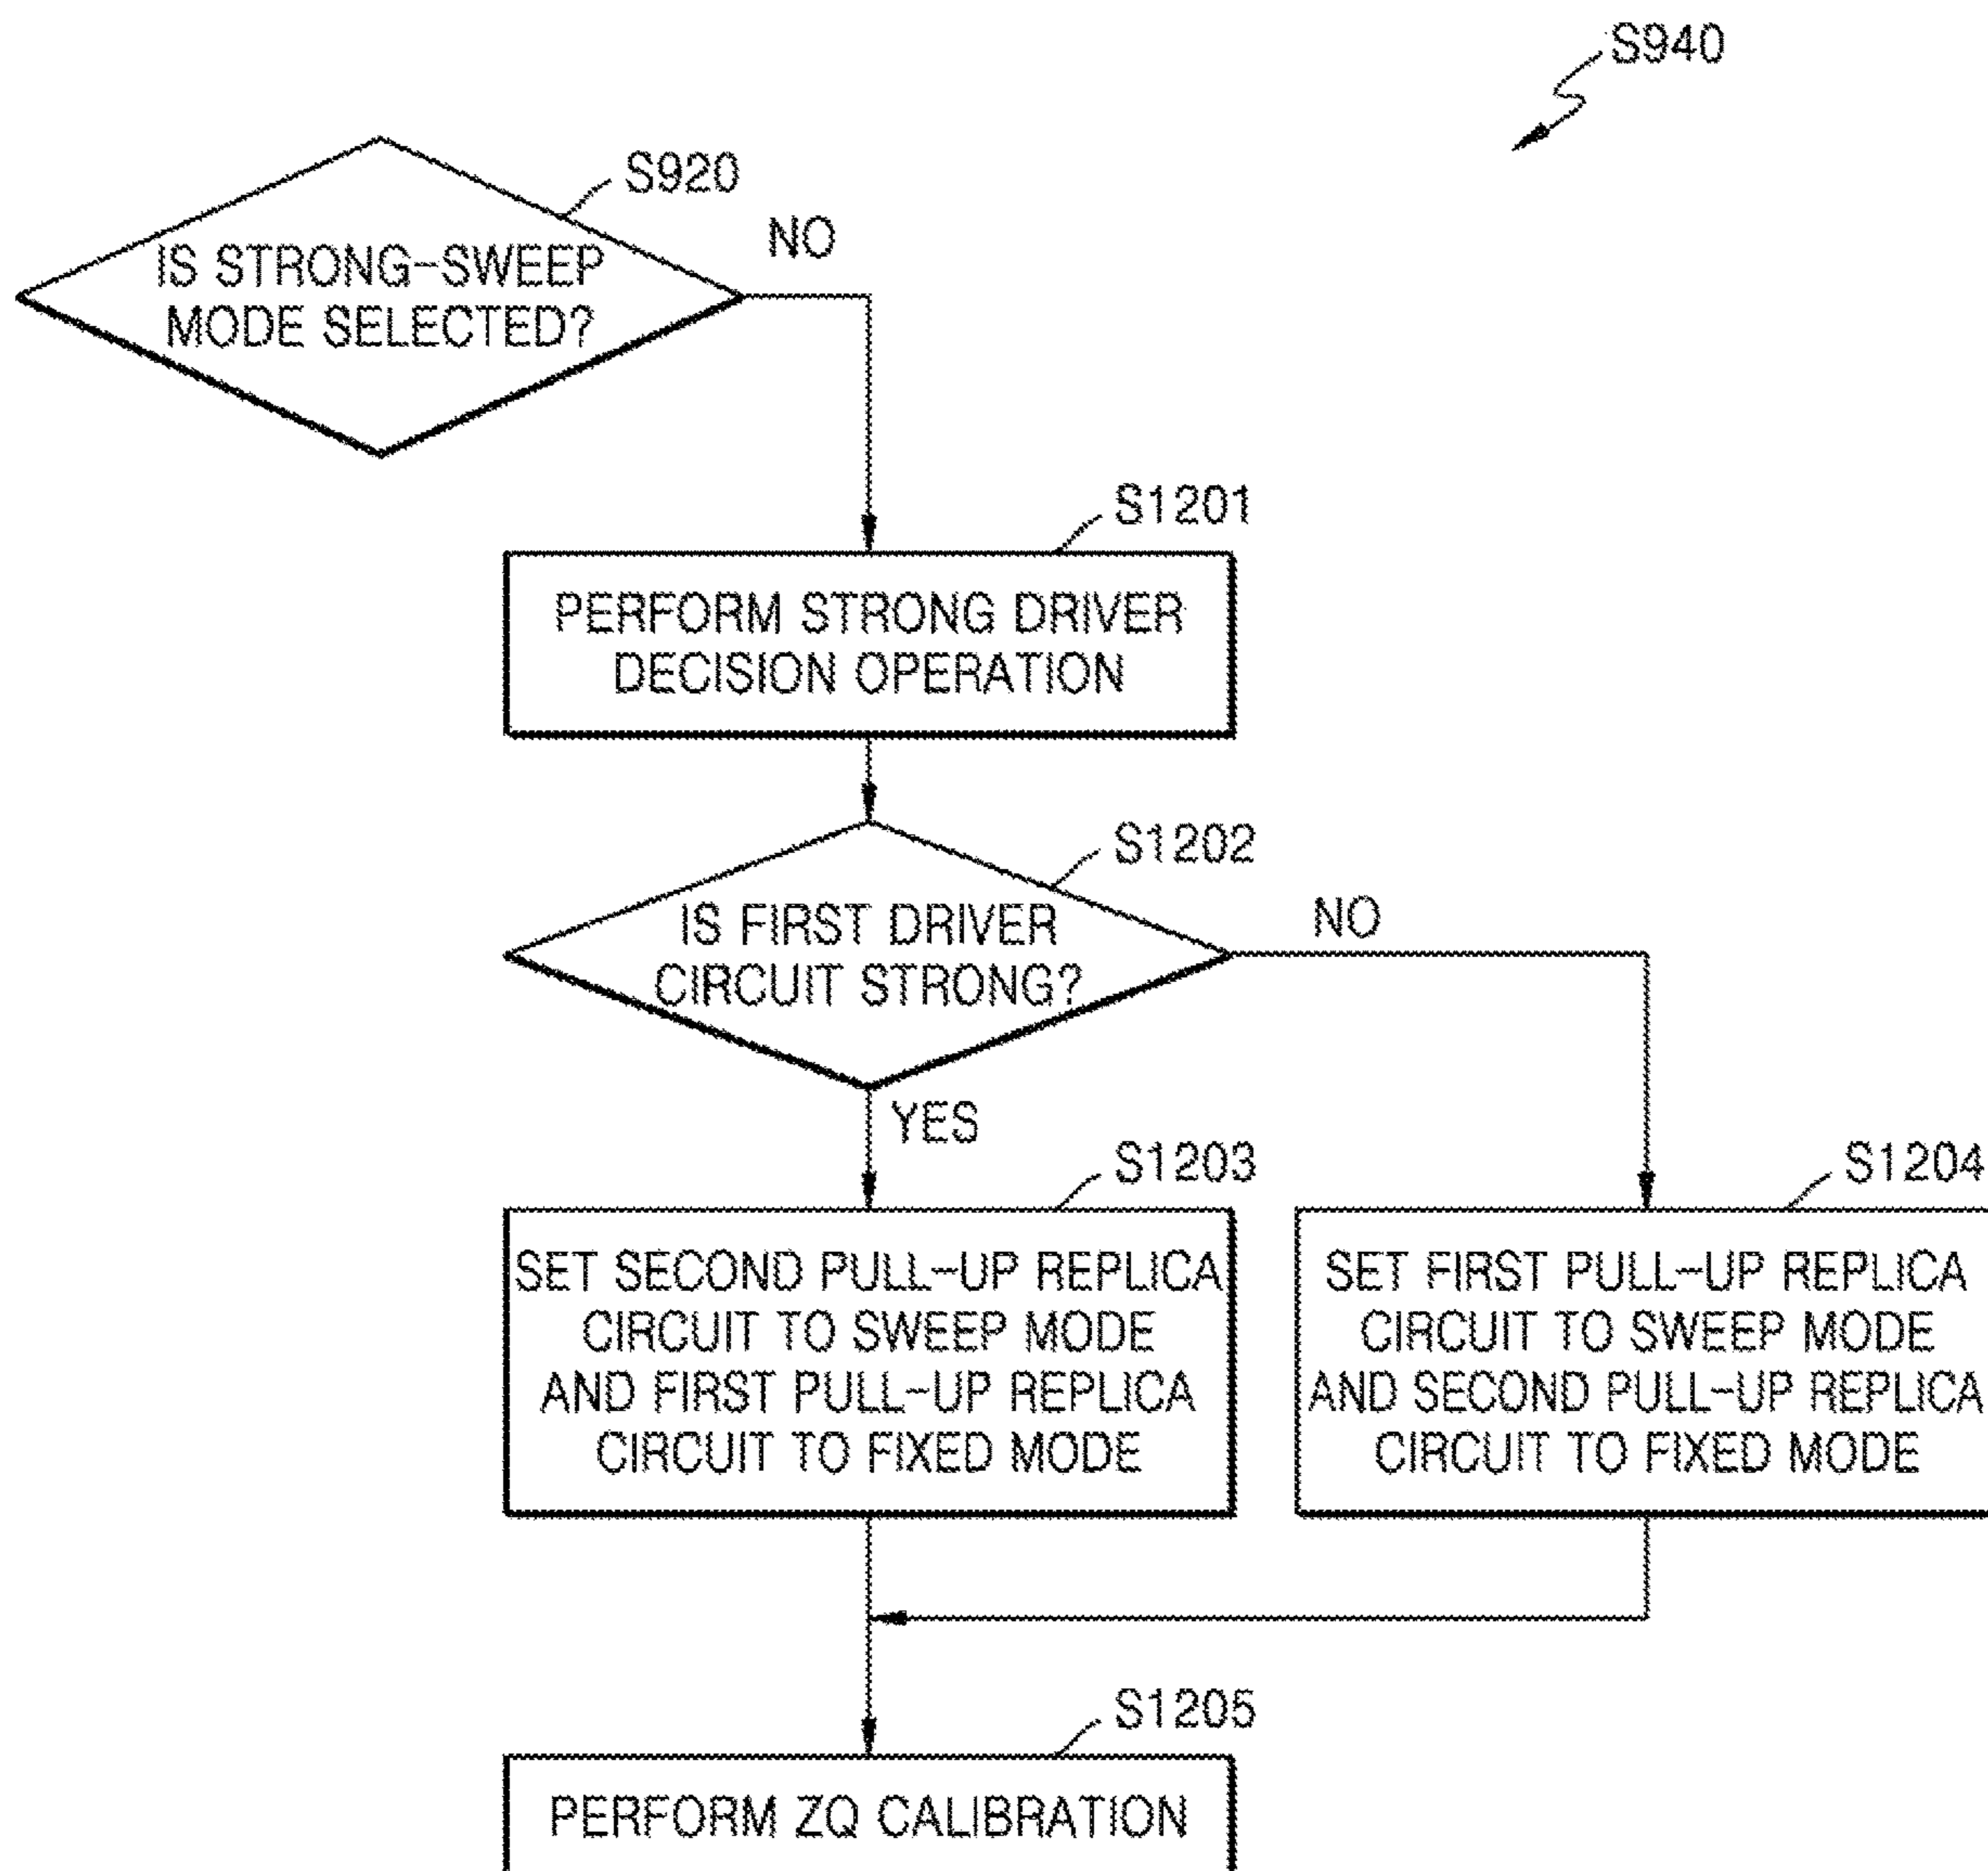 S940
S920
IS STRONG-SWEEP
MODE SELECTED?
NO
S1201
PERFORM STRONG DRIVER
DECISION OPERATION
S1202
IS FIRST DRIVER
CIRCUIT STRONG?
NO
YES
S1203
SET SECOND PULL-UP REPLICA
CIRCUIT TO SWEEP MODE
AND FIRST PULL-UP REPLICA
CIRCUIT TO FIXED MODE
S1204
SET FIRST PULL-UP REPLICA
CIRCUIT TO SWEEP MODE
AND SECOND PULL-UP REPLICA
CIRCUIT TO FIXED MODE
S1205
PERFORM ZQ CALIBRATION